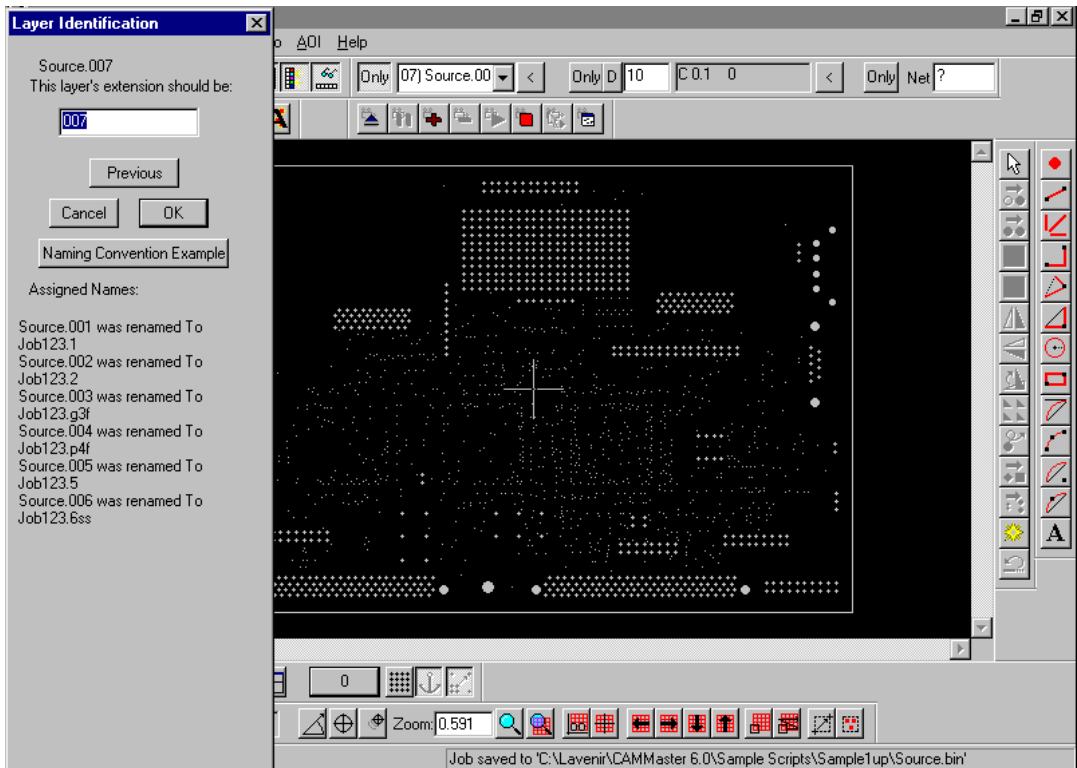 Layer Identification
o AOI Help
Source.007
This layer's extension should be:
007
Previous
Cancel OK
Naming Convention Example
Assigned Names:
Source.001 was renamed To
Job123.1
Source.002 was renamed To
Job123.2
Source.003 was renamed To
Job123.g3f
Source.004 was renamed To
Job123.p4f
Source.005 was renamed To
Job123.5
Source.006 was renamed To
Job123.6ss
Only 07) Source.00 < Only D 10 C 0.1 0 < Only Net ?
A
0
Zoom: 0.591
Job saved to 'C:\Lavenir\CAMMaster 6.0\Sample Scripts\Sample1up\Source.bin'